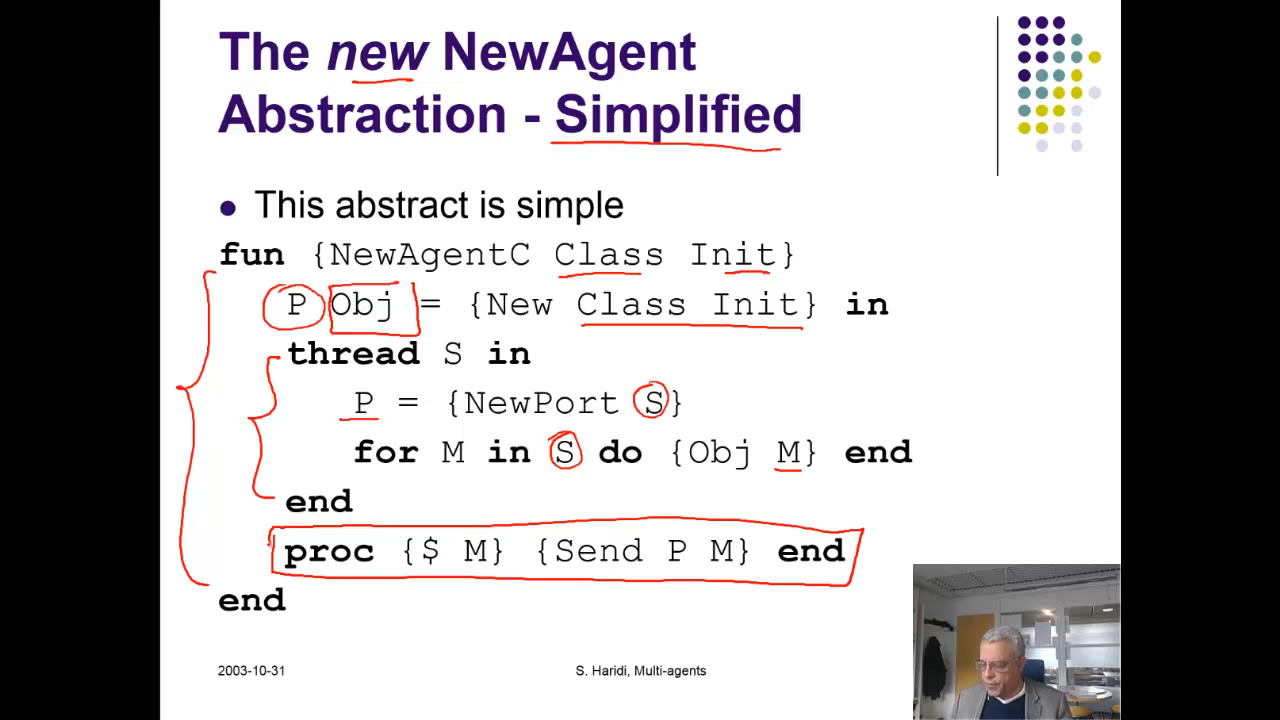 The new NewAgent
Abstraction - Simplified
This abstract is simple
fun {NewAgentC Class Init}
P Obj = {New Class Init} in
thread S in
P = {NewPort S}
for M in S do {Obj M} end
end
proc {$ M} {Send P M} end
end
2003-10-31
S. Haridi, Multi-agents